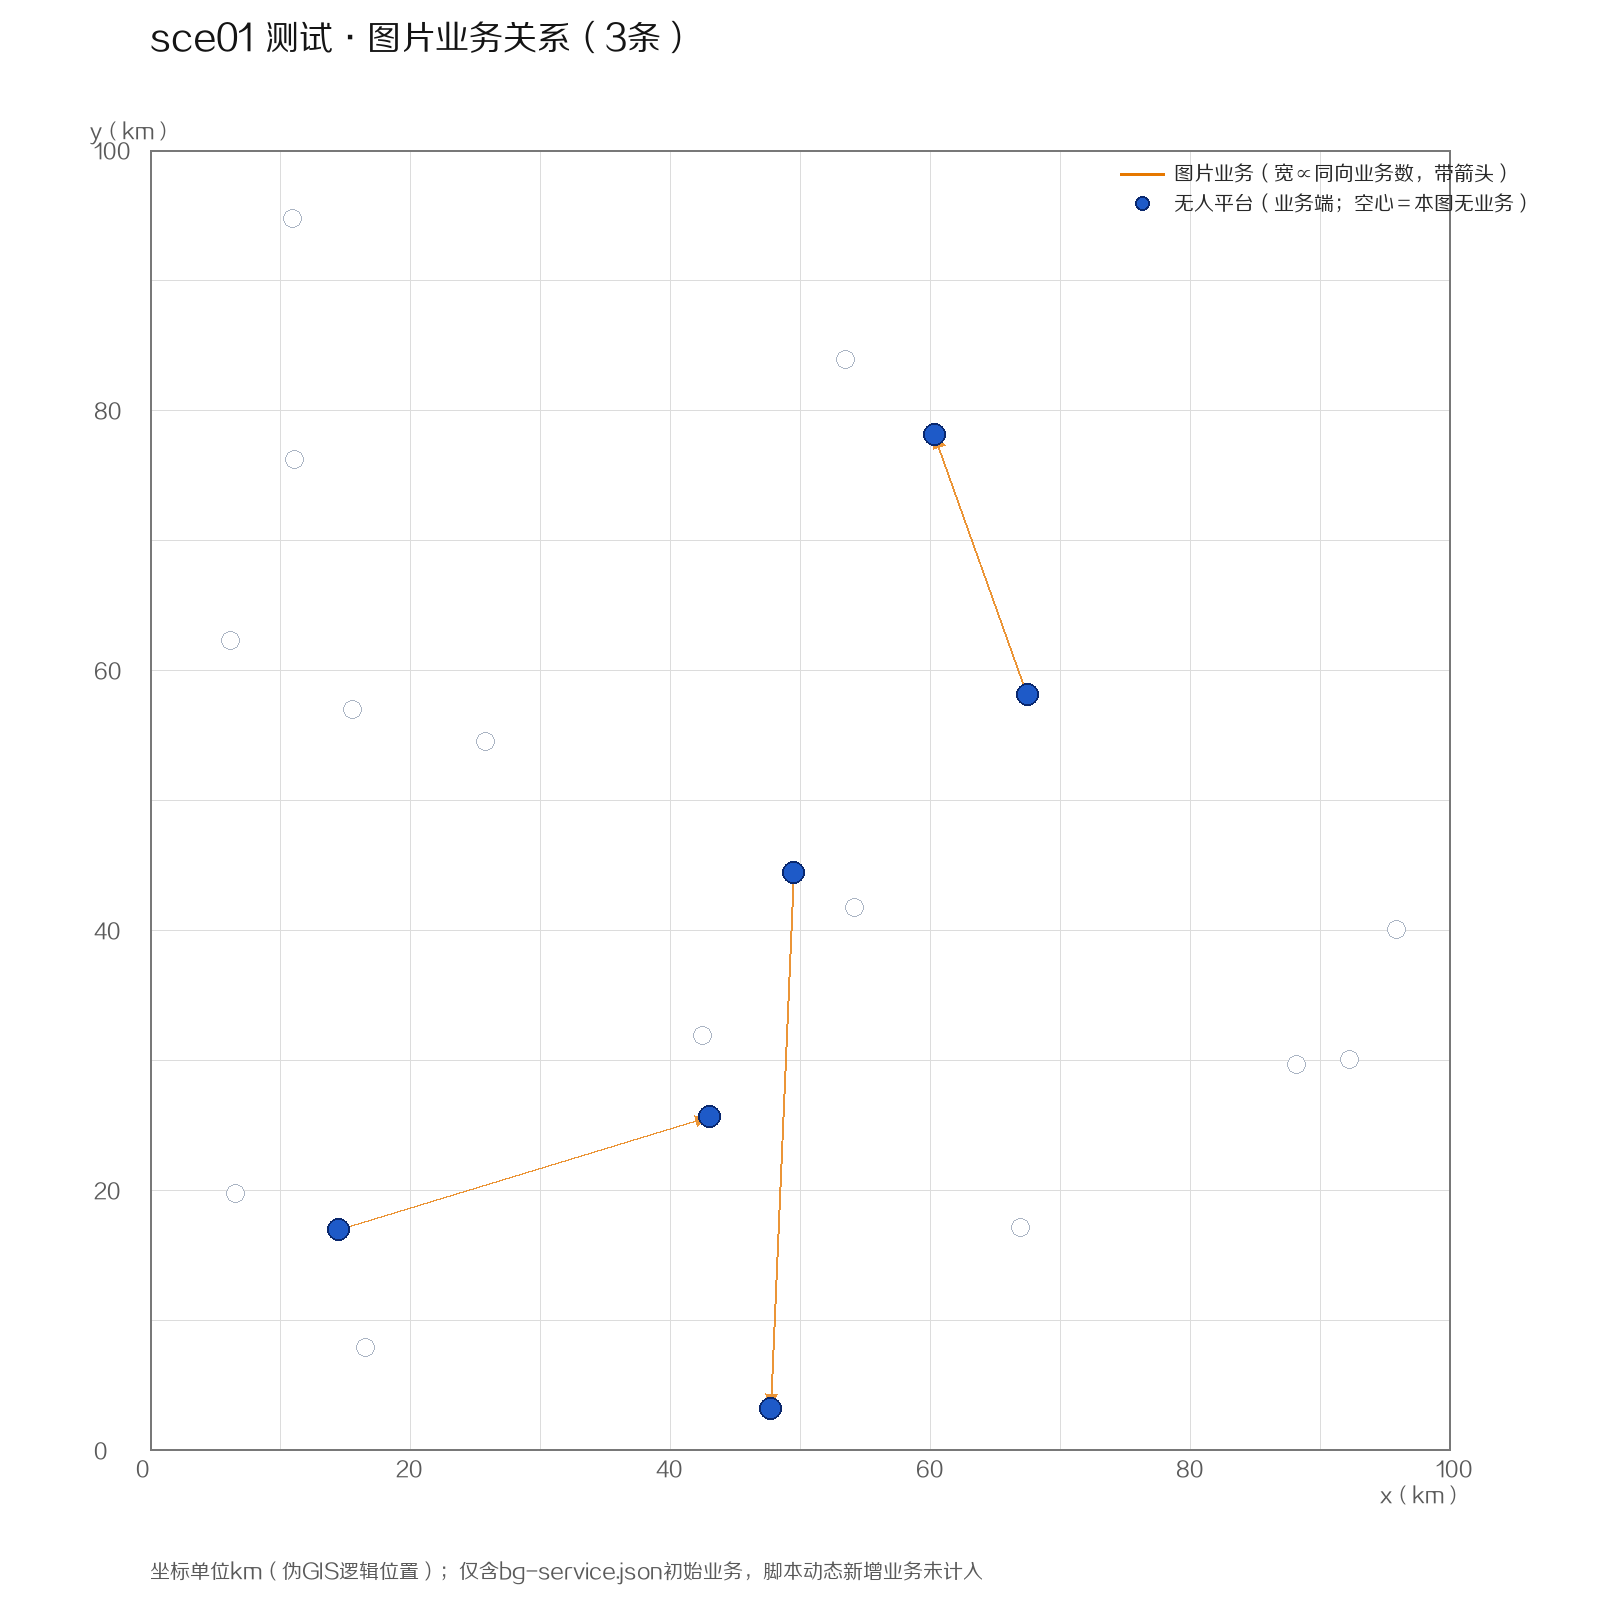 sce01 测试 · 图片业务关系（3条）
y（km）
100
图片业务（宽∝同向业务数，带箭头）
无人平台（业务端；空心＝本图无业务）
80
60
40
20
0
0 20 40 60 80 100
x（km）
坐标单位km（伪GIS逻辑位置）；仅含bg-service.json初始业务，脚本动态新增业务未计入